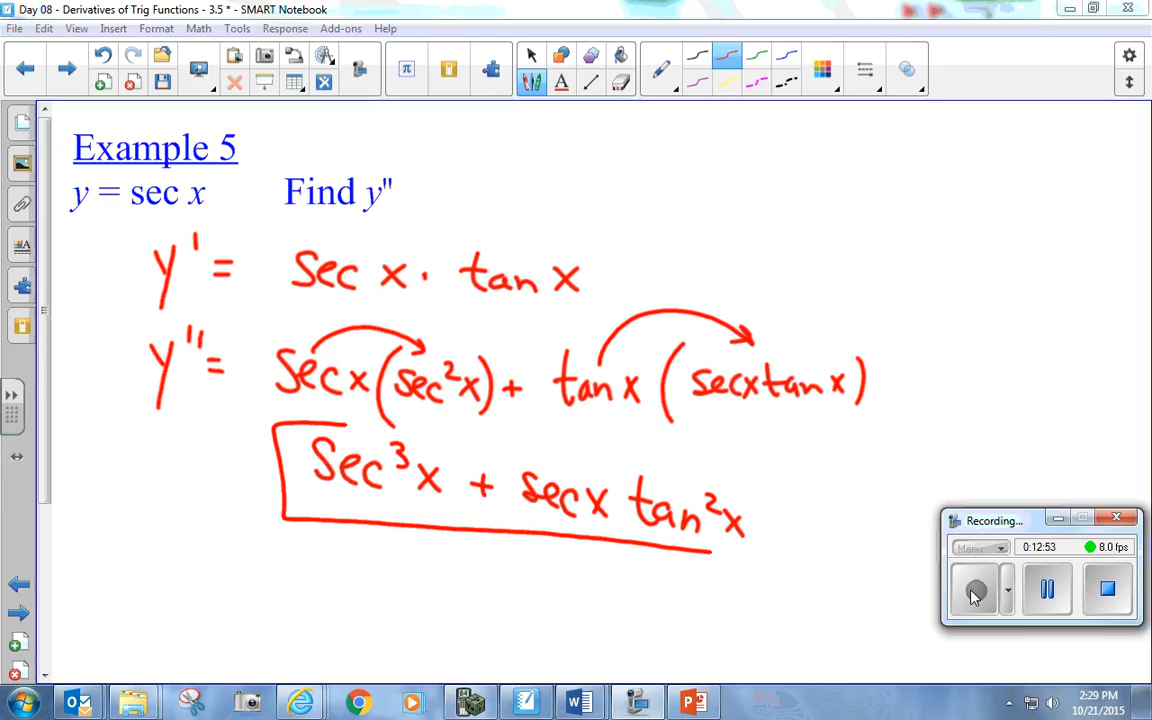 Day 08 - Derivatives of Trig Functions - 3.5 * - SMART Notebook
File Edit View Insert Format Math Tools Response Add-ons Help
Example 5
y = sec x Find y"
y' = sec x · tan x
y'' = sec x (sec²x) + tan x (sec x tan x)
sec³x + sec x tan²x
Recording...
Menu 0:12:53 8.0 fps
2:29 PM
10/21/2015